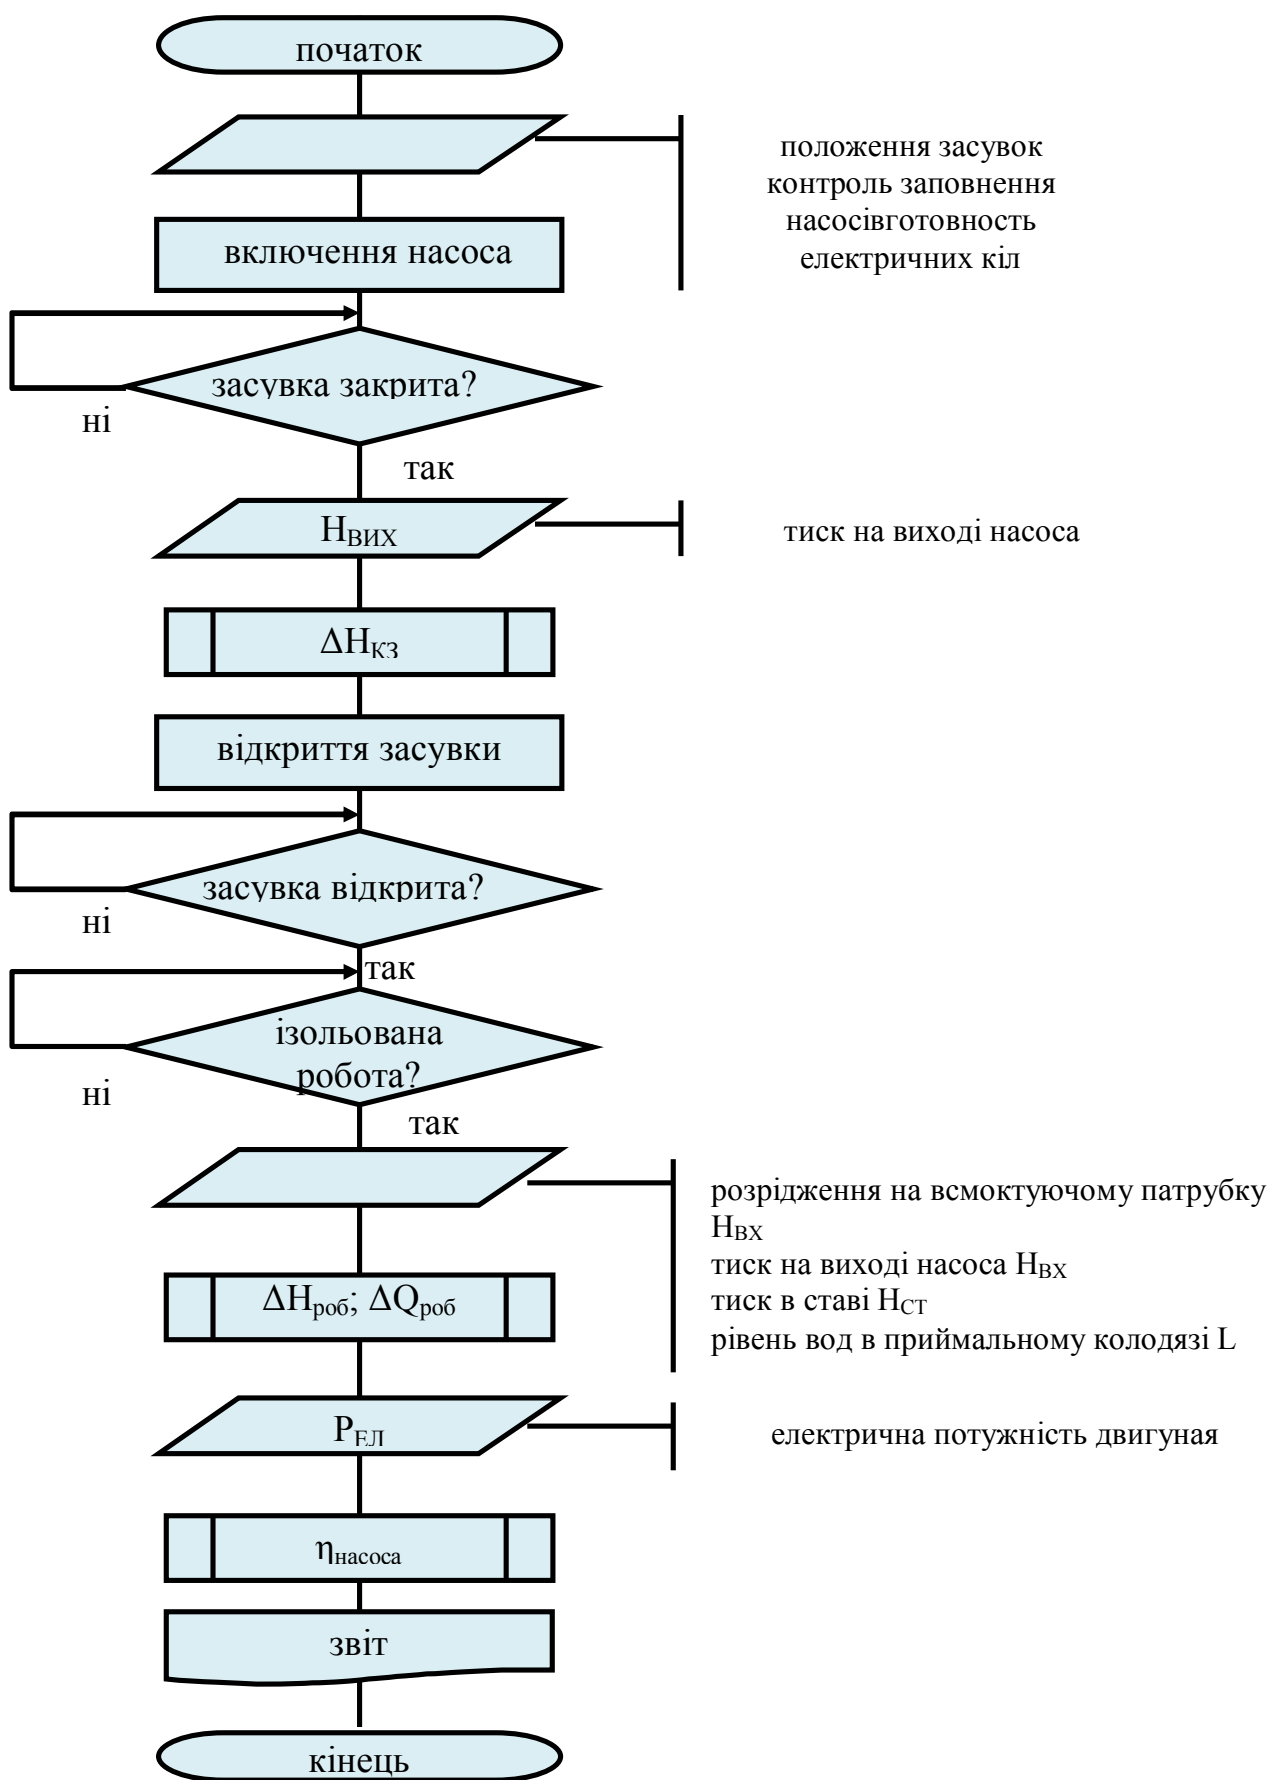 початок
положення засувок
контроль заповнення
насосівготовность
електричних кіл
включення насоса
засувка закрита?
ні
так
HВИХ
тиск на виході насоса
ΔHКЗ
відкриття засувки
засувка відкрита?
ні
так
ізольована
робота?
ні
так
розрідження на всмоктуючому патрубку
HВХ
тиск на виході насоса HВХ
тиск в ставі HСТ
рівень вод в приймальному колодязі L
ΔHроб; ΔQроб
PЕЛ
електрична потужність двигуная
ηнасоса
звіт
кінець